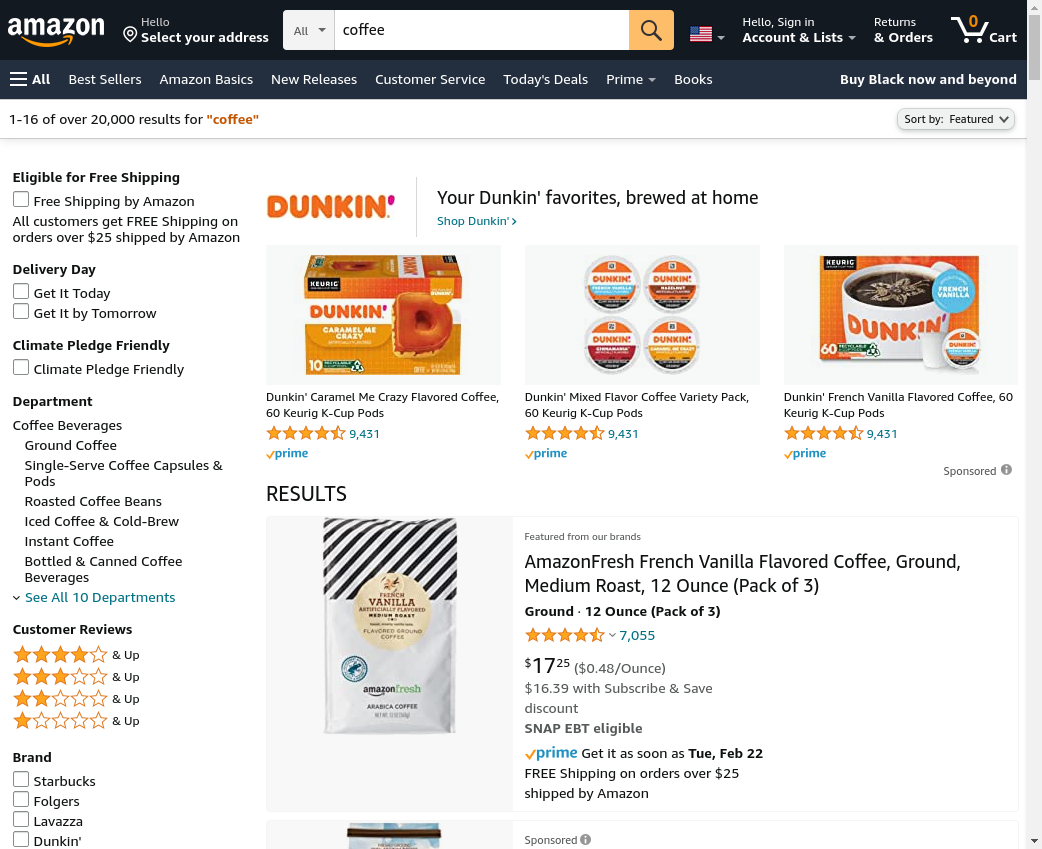 amazon
Hello
Select your address
All
coffee
Hello, Sign in
Account & Lists
Returns
& Orders
0
Cart
All
Best Sellers
Amazon Basics
New Releases
Customer Service
Today's Deals
Prime
Books
Buy Black now and beyond
1-16 of over 20,000 results for "coffee"
Sort by: Featured
Eligible for Free Shipping
Free Shipping by Amazon
All customers get FREE Shipping on
orders over $25 shipped by Amazon
Delivery Day
Get It Today
Get It by Tomorrow
Climate Pledge Friendly
Climate Pledge Friendly
Department
Coffee Beverages
Ground Coffee
Single-Serve Coffee Capsules &
Pods
Roasted Coffee Beans
Iced Coffee & Cold-Brew
Instant Coffee
Bottled & Canned Coffee
Beverages
See All 10 Departments
Customer Reviews
& Up
& Up
& Up
& Up
Brand
Starbucks
Folgers
Lavazza
Dunkin'
DUNKIN'
Your Dunkin' favorites, brewed at home
Shop Dunkin'
KEURIG
DUNKIN'
CARAMEL ME
CRAZY
10
Dunkin' Caramel Me Crazy Flavored Coffee,
60 Keurig K-Cup Pods
9,431
prime
DUNKIN'
FRENCH VANILLA
DUNKIN'
HAZELNUT
DUNKIN'
CINNAMANIA
DUNKIN'
CARAMEL ME CRAZY
Dunkin' Mixed Flavor Coffee Variety Pack,
60 Keurig K-Cup Pods
9,431
prime
KEURIG
FRENCH
VANILLA
DUNKIN'
60
DUNKIN'
Dunkin' French Vanilla Flavored Coffee, 60
Keurig K-Cup Pods
9,431
prime
Sponsored
RESULTS
FRENCH
VANILLA
ARTIFICIALLY FLAVORED
MEDIUM ROAST
FLAVORED GROUND
COFFEE
amazonfresh
ARABICA COFFEE
Featured from our brands
AmazonFresh French Vanilla Flavored Coffee, Ground,
Medium Roast, 12 Ounce (Pack of 3)
Ground · 12 Ounce (Pack of 3)
7,055
$17 25 ($0.48/Ounce)
$16.39 with Subscribe & Save
discount
SNAP EBT eligible
prime Get it as soon as Tue, Feb 22
FREE Shipping on orders over $25
shipped by Amazon
Sponsored